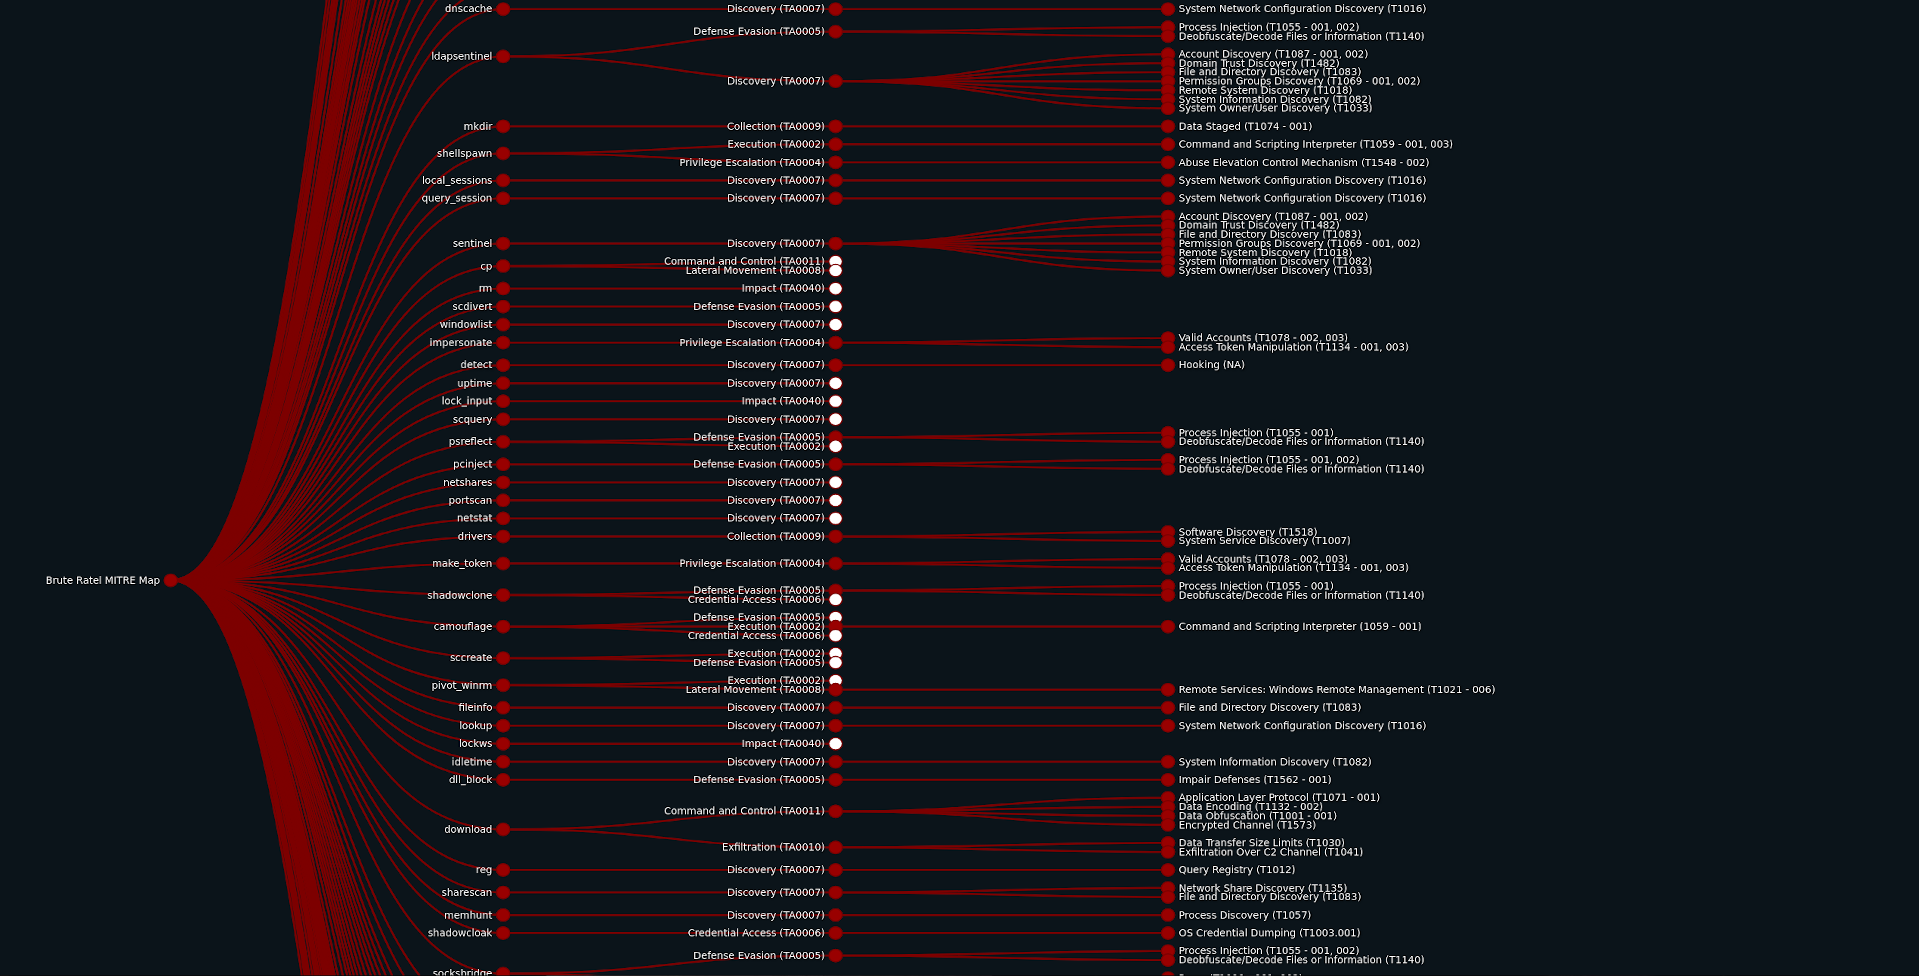 dnscache Discovery (TA0007) System Network Configuration Discovery (T1016)
Process Injection (T1055 - 001, 002)
Defense Evasion (TA0005)
Deobfuscate/Decode Files or Information (T1140)
ldapsentinel
Account Discovery (T1087 - 001, 002)
Domain Trust Discovery (T1482)
File and Directory Discovery (T1083)
Discovery (TA0007) Permission Groups Discovery (T1069 - 001, 002)
Remote System Discovery (T1018)
System Information Discovery (T1082)
System Owner/User Discovery (T1033)
mkdir Collection (TA0009) Data Staged (T1074 - 001)
Execution (TA0002) Command and Scripting Interpreter (T1059 - 001, 003)
shellspawn
Privilege Escalation (TA0004) Abuse Elevation Control Mechanism (T1548 - 002)
local_sessions Discovery (TA0007) System Network Configuration Discovery (T1016)
query_session Discovery (TA0007) System Network Configuration Discovery (T1016)
Account Discovery (T1087 - 001, 002)
Domain Trust Discovery (T1482)
File and Directory Discovery (T1083)
sentinel Discovery (TA0007) Permission Groups Discovery (T1069 - 001, 002)
Remote System Discovery (T1018)
System Information Discovery (T1082)
System Owner/User Discovery (T1033)
Command and Control (TA0011)
cp
Lateral Movement (TA0008)
rm Impact (TA0040)
scdivert Defense Evasion (TA0005)
windowlist Discovery (TA0007)
Valid Accounts (T1078 - 002, 003)
impersonate Privilege Escalation (TA0004)
Access Token Manipulation (T1134 - 001, 003)
detect Discovery (TA0007) Hooking (NA)
uptime Discovery (TA0007)
lock_input Impact (TA0040)
scquery Discovery (TA0007)
Process Injection (T1055 - 001)
Defense Evasion (TA0005)
psreflect Deobfuscate/Decode Files or Information (T1140)
Execution (TA0002)
Process Injection (T1055 - 001, 002)
pcinject Defense Evasion (TA0005)
Deobfuscate/Decode Files or Information (T1140)
netshares Discovery (TA0007)
portscan Discovery (TA0007)
netstat Discovery (TA0007)
Software Discovery (T1518)
drivers Collection (TA0009)
System Service Discovery (T1007)
Valid Accounts (T1078 - 002, 003)
make_token Privilege Escalation (TA0004)
Access Token Manipulation (T1134 - 001, 003)
Brute Ratel MITRE Map
Process Injection (T1055 - 001)
Defense Evasion (TA0005)
shadowclone Deobfuscate/Decode Files or Information (T1140)
Credential Access (TA0006)
Defense Evasion (TA0005)
camouflage Execution (TA0002) Command and Scripting Interpreter (1059 - 001)
Credential Access (TA0006)
Execution (TA0002)
sccreate
Defense Evasion (TA0005)
Execution (TA0002)
pivot_winrm
Lateral Movement (TA0008) Remote Services: Windows Remote Management (T1021 - 006)
fileinfo Discovery (TA0007) File and Directory Discovery (T1083)
lookup Discovery (TA0007) System Network Configuration Discovery (T1016)
lockws Impact (TA0040)
idletime Discovery (TA0007) System Information Discovery (T1082)
dll_block Defense Evasion (TA0005) Impair Defenses (T1562 - 001)
Application Layer Protocol (T1071 - 001)
Data Encoding (T1132 - 002)
Command and Control (TA0011)
Data Obfuscation (T1001 - 001)
Encrypted Channel (T1573)
download
Data Transfer Size Limits (T1030)
Exfiltration (TA0010)
Exfiltration Over C2 Channel (T1041)
reg Discovery (TA0007) Query Registry (T1012)
Network Share Discovery (T1135)
sharescan Discovery (TA0007)
File and Directory Discovery (T1083)
memhunt Discovery (TA0007) Process Discovery (T1057)
shadowcloak Credential Access (TA0006) OS Credential Dumping (T1003.001)
Process Injection (T1055 - 001, 002)
Defense Evasion (TA0005)
Deobfuscate/Decode Files or Information (T1140)
socksbridge